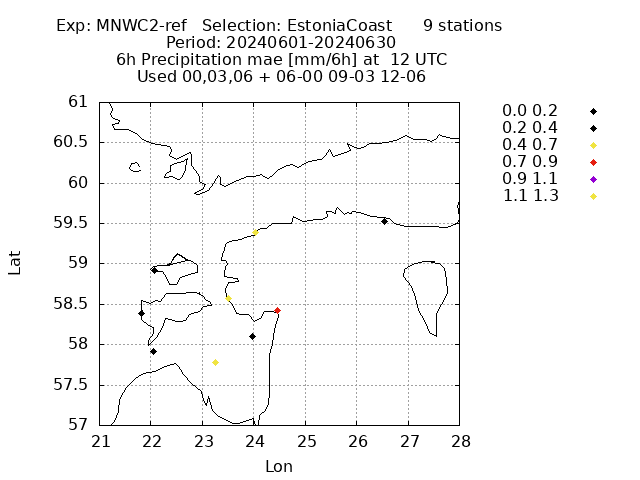 Exp: MNWC2-ref   Selection: EstoniaCoast      9 stations
Period: 20240601-20240630
6h Precipitation mae [mm/6h] at  12 UTC
Used 00,03,06 + 06-00 09-03 12-06
0.0 0.2
0.2 0.4
0.4 0.7
0.7 0.9
0.9 1.1
1.1 1.3
61
60.5
60
59.5
59
58.5
58
57.5
57
Lat
21 22 23 24 25 26 27 28
Lon